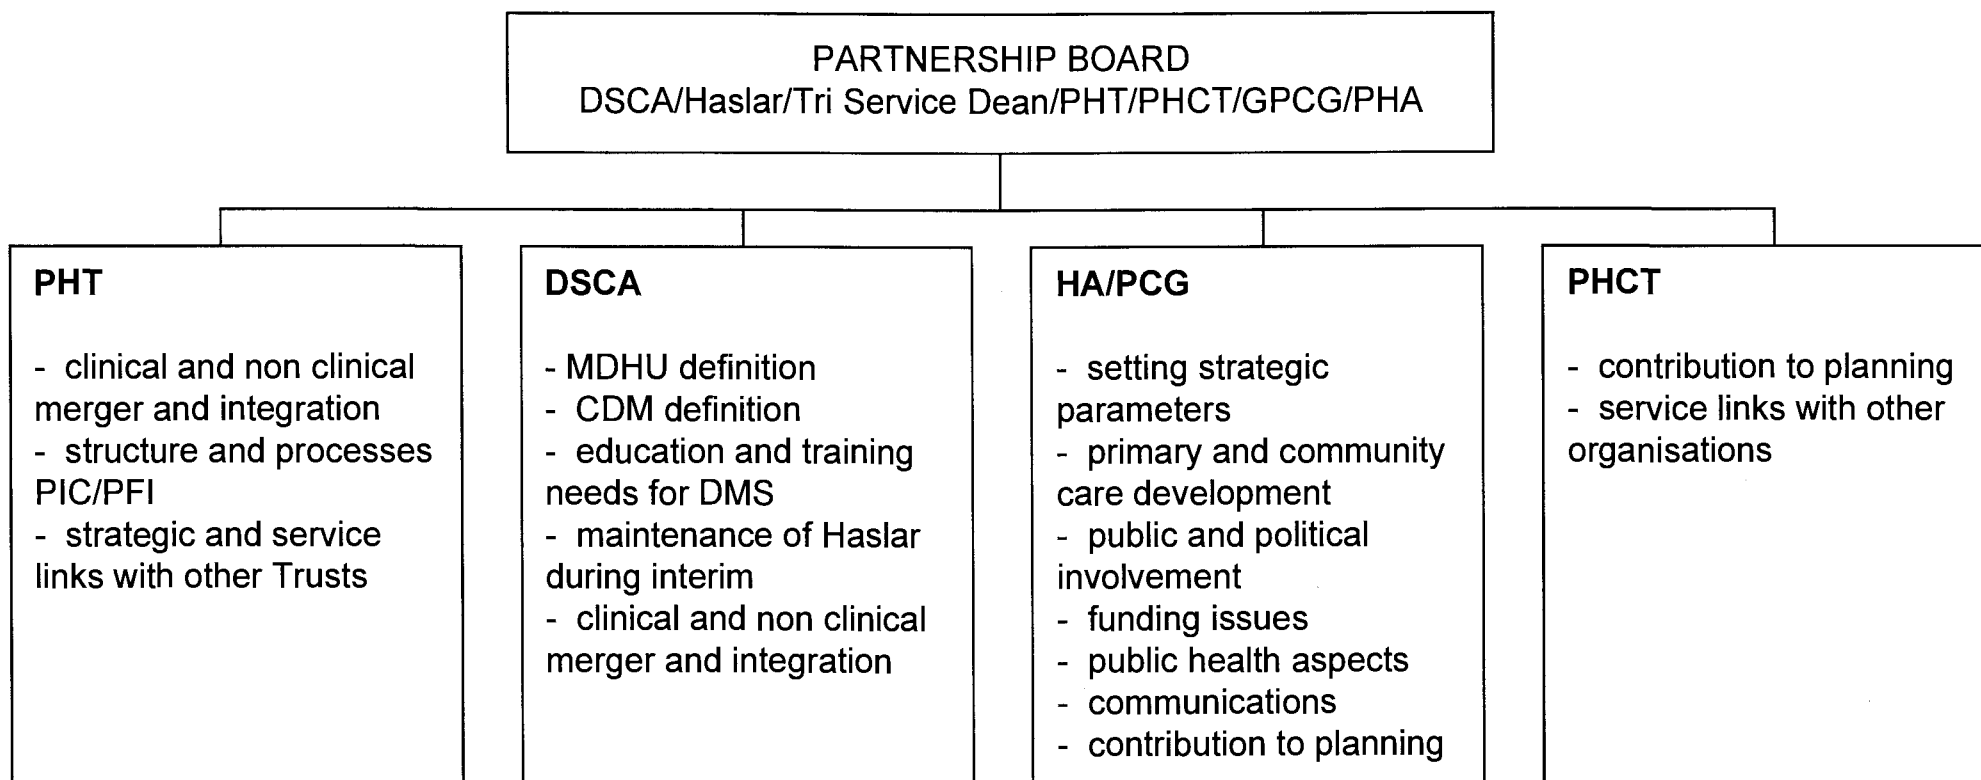 PARTNERSHIP BOARD
DSCA/Haslar/Tri Service Dean/PHT/PHCT/GPCG/PHA
PHT
- clinical and non clinical
merger and integration
- structure and processes
PIC/PFI
- strategic and service
links with other Trusts
DSCA
- MDHU definition
- CDM definition
- education and training
needs for DMS
- maintenance of Haslar
during interim
- clinical and non clinical
merger and integration
HA/PCG
- setting strategic
parameters
- primary and community
care development
- public and political
involvement
- funding issues
- public health aspects
- communications
- contribution to planning
PHCT
- contribution to planning
- service links with other
organisations